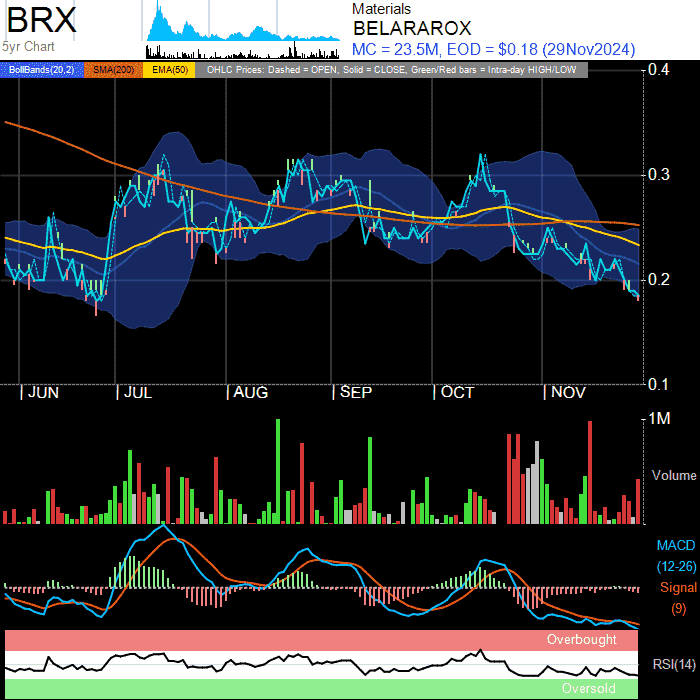 BRX
5yr Chart
Materials
BELARAROX
MC = 23.5M, EOD = $0.18 (29Nov2024)
BollBands(20,2) SMA(200) EMA(50) OHLC Prices: Dashed = OPEN, Solid = CLOSE, Green/Red bars = Intra-day HIGH/LOW
0.4
0.3
0.2
0.1
| JUN | JUL | AUG | SEP | OCT | NOV
1M
Volume
MACD
(12-26)
Signal
(9)
Overbought
RSI(14)
Oversold